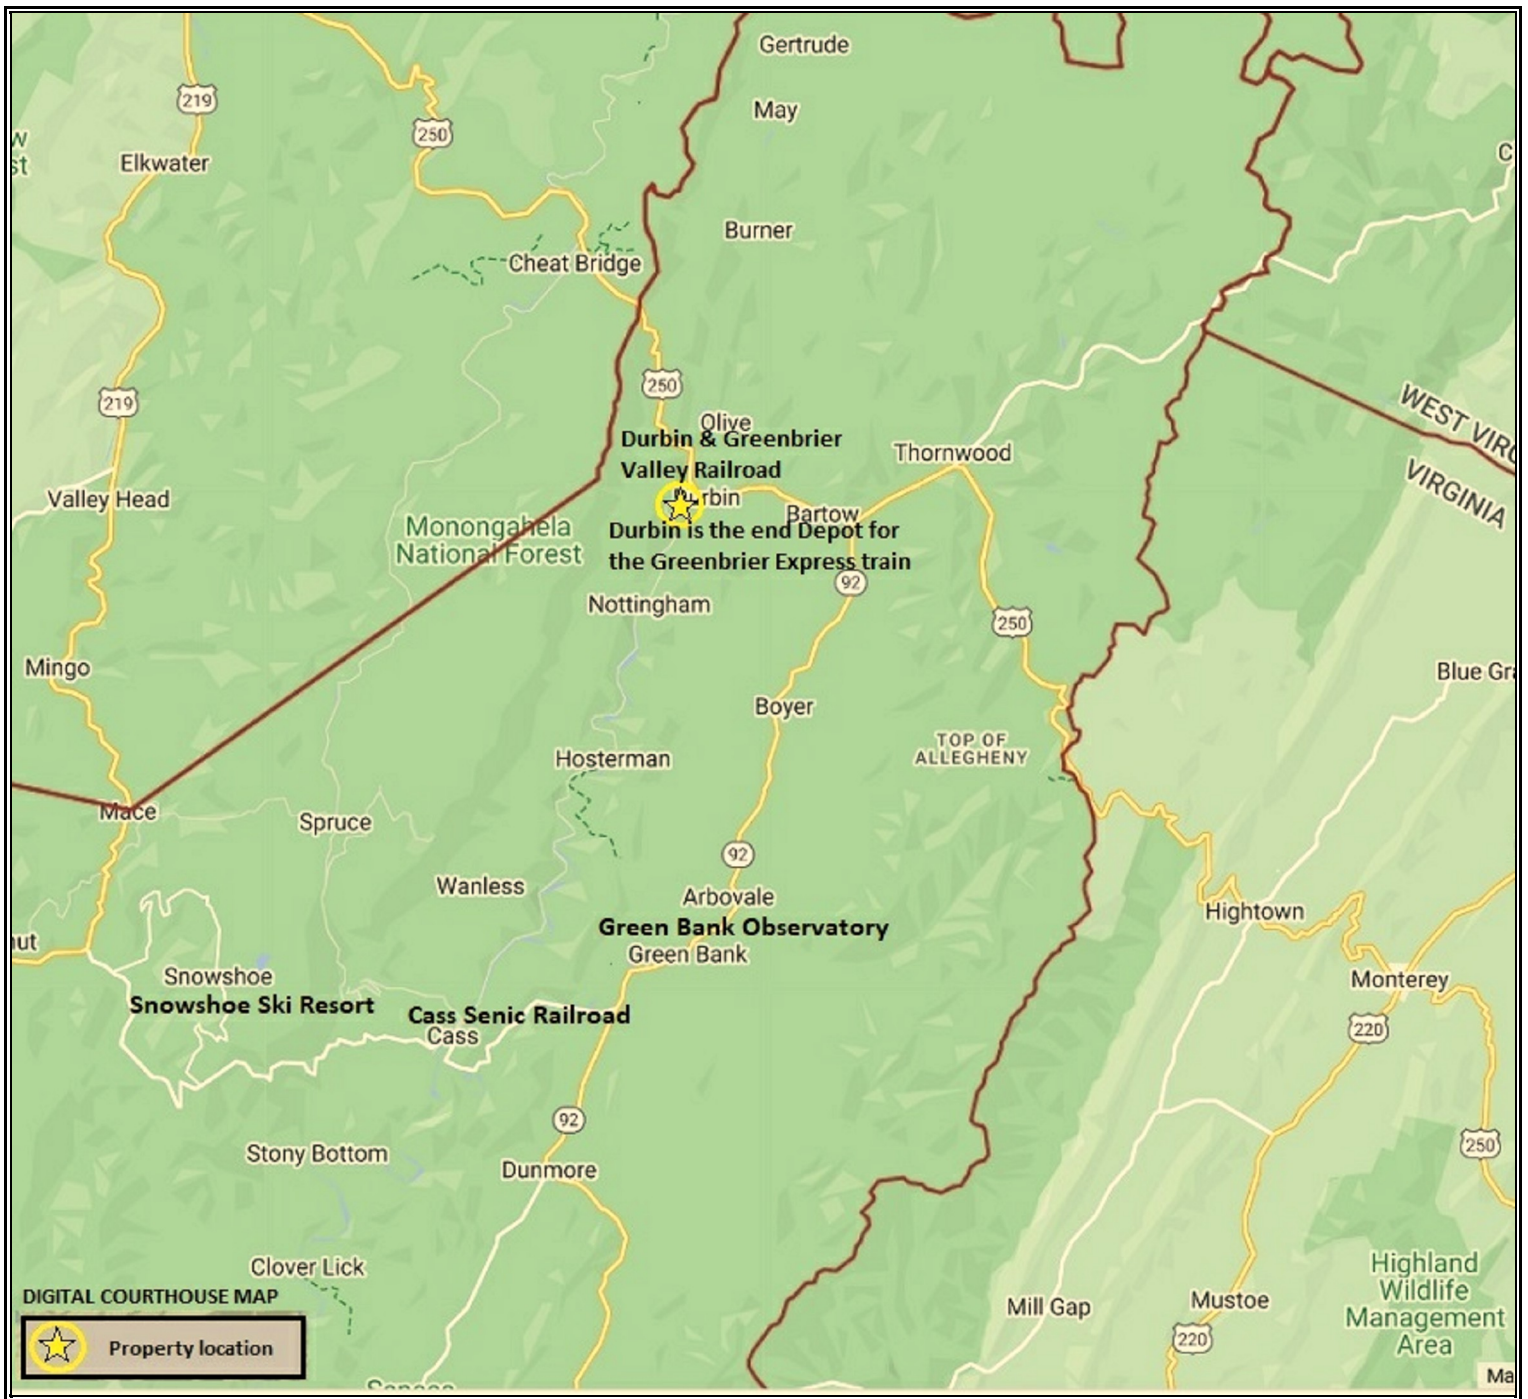 Gertrude
219
May
250
Elkwater
Burner
Cheat Bridge
250
219
WEST VIRG
Olive
Durbin & Greenbrier
Valley Railroad
Thornwood
VIRGINIA
Valley Head
Durbin
Bartow
Monongahela
National Forest
Durbin is the end Depot for
the Greenbrier Express train
92
Nottingham
250
Mingo
Blue Gra
Boyer
TOP OF
ALLEGHENY
Hosterman
Mace
Spruce
92
Wanless
Arbovale
Hightown
Green Bank Observatory
Green Bank
Snowshoe
Snowshoe Ski Resort
Monterey
Cass Senic Railroad
Cass
220
92
250
Stony Bottom
Dunmore
Clover Lick
Highland
Wildlife
Management
Area
DIGITAL COURTHOUSE MAP
Mill Gap
Mustoe
220
Property location
Ma